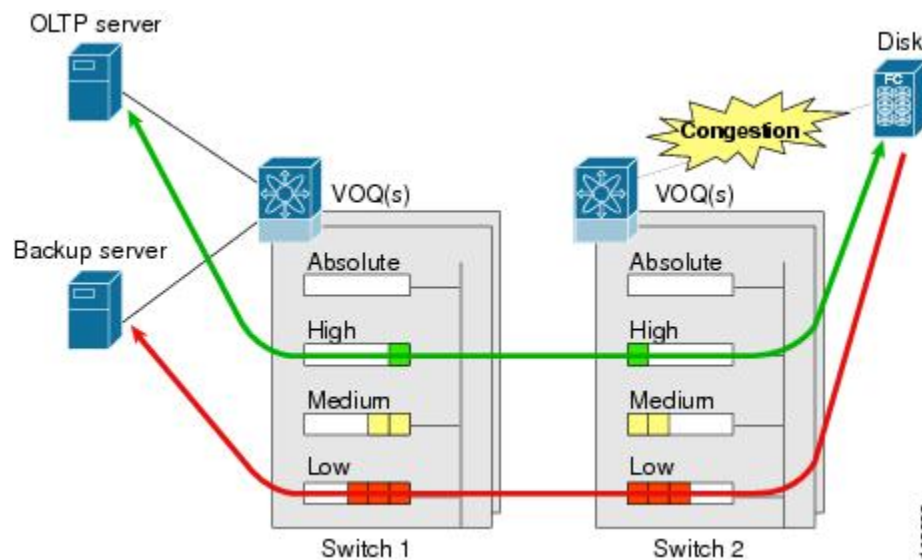 OLTP server
Disk
FC
Congestion
VOQ(s)
VOQ(s)
Backup server
Absolute
Absolute
High
High
Medium
Medium
Low
Low
Switch 1
Switch 2